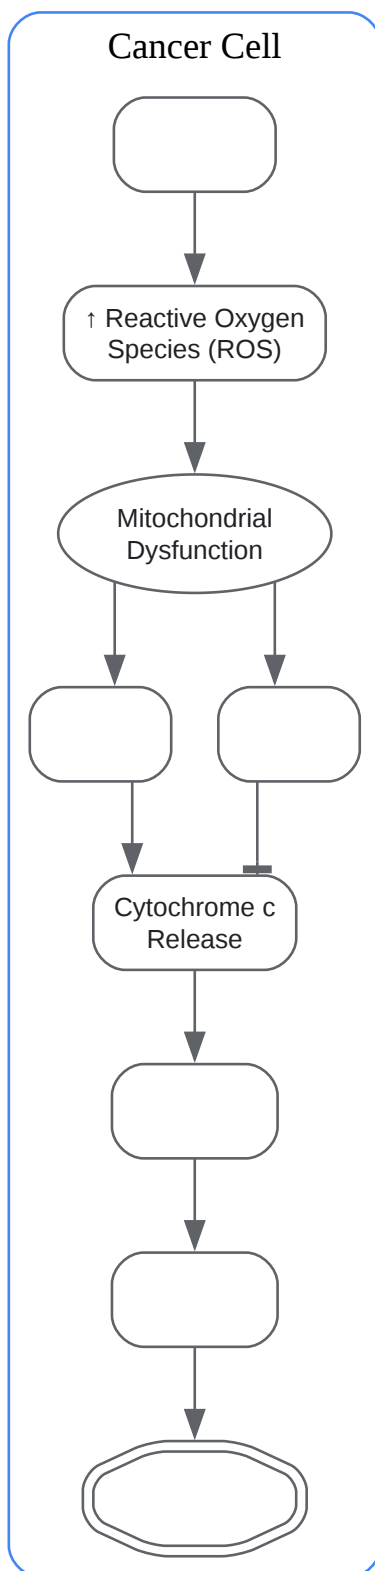 Cancer Cell
↑ Reactive Oxygen
Species (ROS)
Mitochondrial
Dysfunction
Cytochrome c
Release